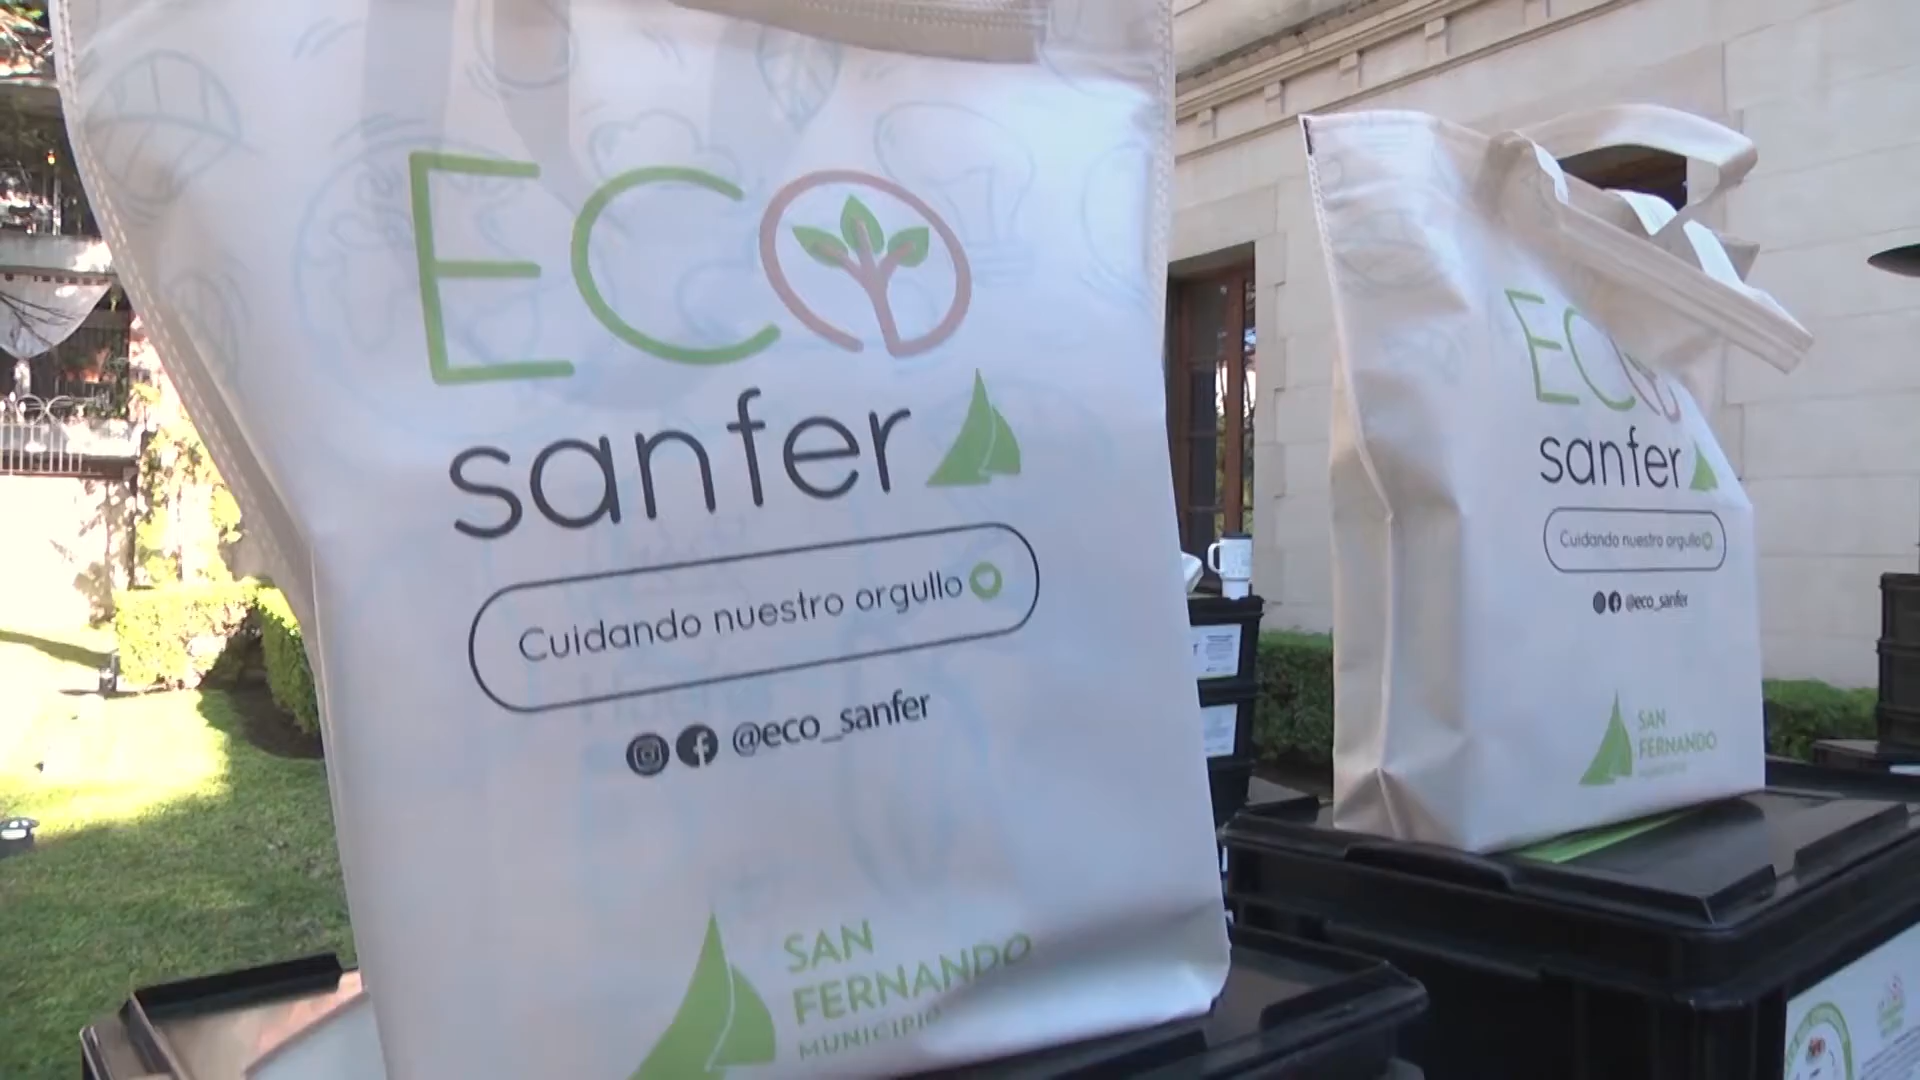 ECO
sanfer
Cuidando nuestro orgullo
@eco_sanfer
SAN
FERNANDO
MUNICIPIO
ECO
sanfer
Cuidando nuestro orgullo
@eco_sanfer
SAN
FERNANDO